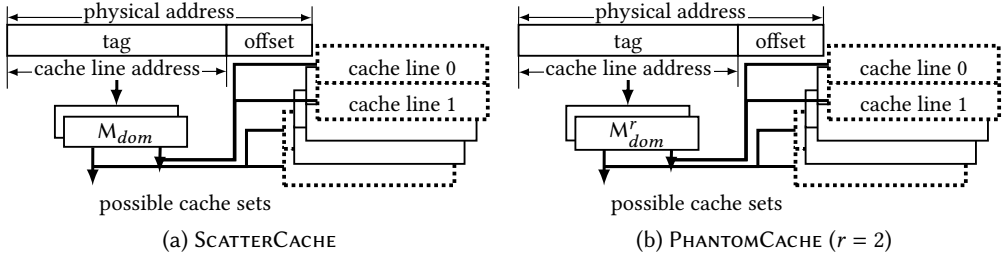 physical address
tag offset
cache line address
M_dom
cache line 0
cache line 1
possible cache sets
(a) SCATTERCACHE
physical address
tag offset
cache line address
M^r_dom
cache line 0
cache line 1
possible cache sets
(b) PHANTOMCACHE (r = 2)